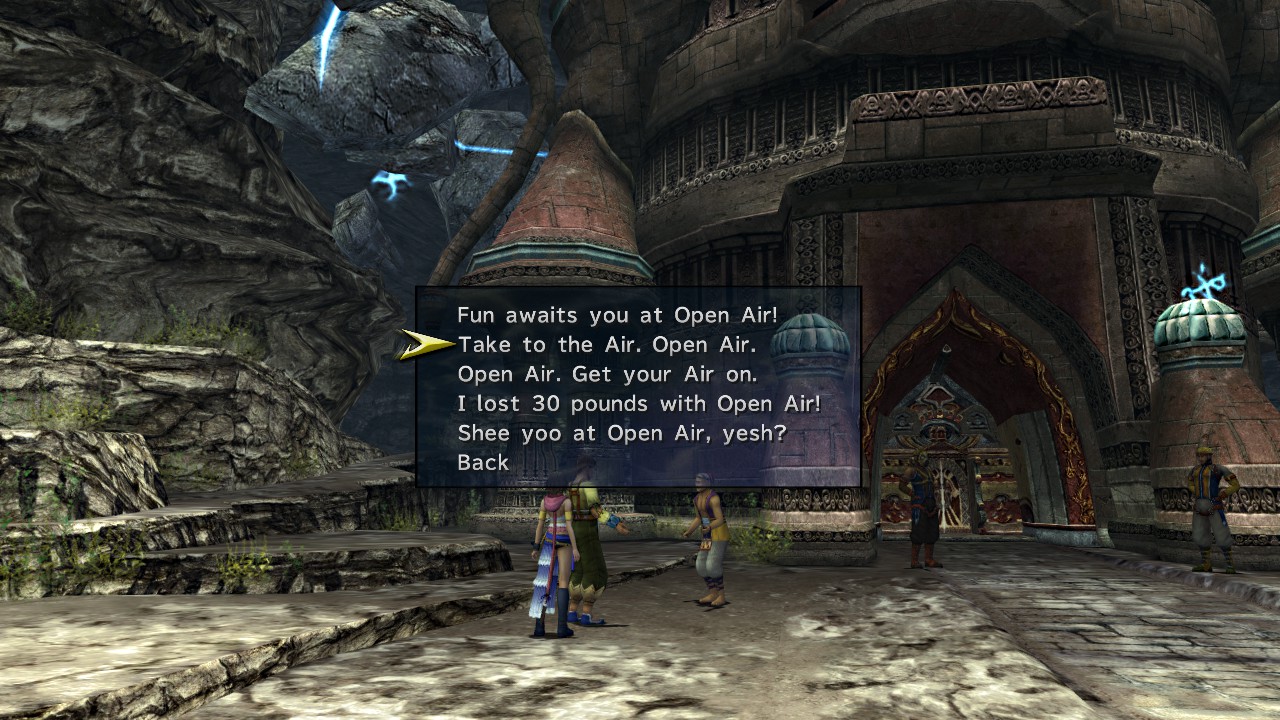 Fun awaits you at Open Air!
Take to the Air. Open Air.
Open Air. Get your Air on.
I lost 30 pounds with Open Air!
Shee yoo at Open Air, yesh?
Back